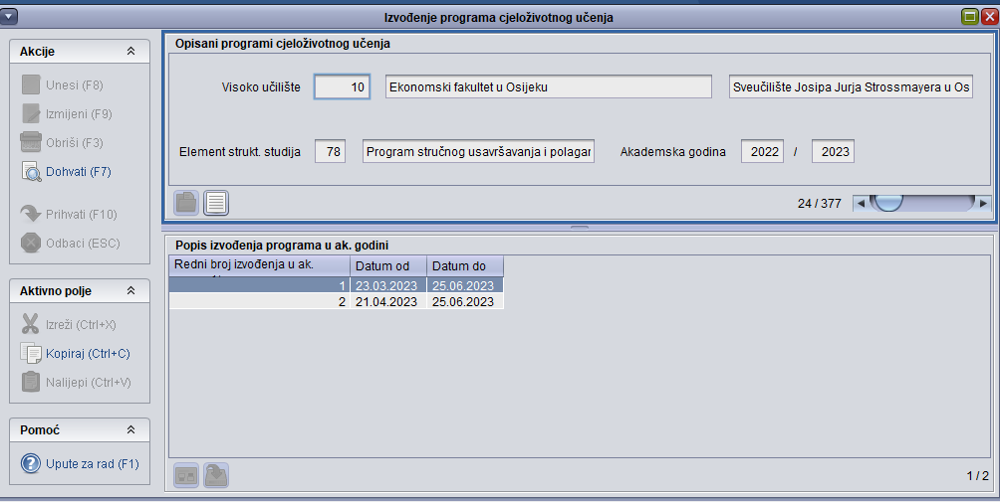 Izvođenje programa cjeloživotnog učenja
Akcije
Unesi (F8)
Izmijeni (F9)
Obriši (F3)
Dohvati (F7)
Prihvati (F10)
Odbaci (ESC)
Aktivno polje
Izreži (Ctrl+X)
Kopiraj (Ctrl+C)
Nalijepi (Ctrl+V)
Pomoć
Upute za rad (F1)
Opisani programi cjeloživotnog učenja
Visoko učilište 10 Ekonomski fakultet u Osijeku Sveučilište Josipa Jurja Strossmayera u Os
Element strukt. studija 78 Program stručnog usavršavanja i polagar Akademska godina 2022 / 2023
24 / 377
Popis izvođenja programa u ak. godini
Redni broj izvođenja u ak. Datum od Datum do
1 23.03.2023 25.06.2023
2 21.04.2023 25.06.2023
1 / 2